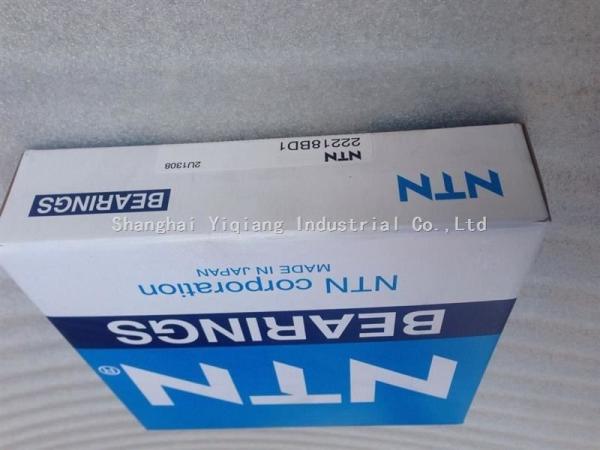 NTN
22218BD1
NTN
2U1308
BEARINGS
Shanghai Yiqiang Industrial Co.,Ltd
NTN corporation
MADE IN JAPAN
BEARINGS
NTN®